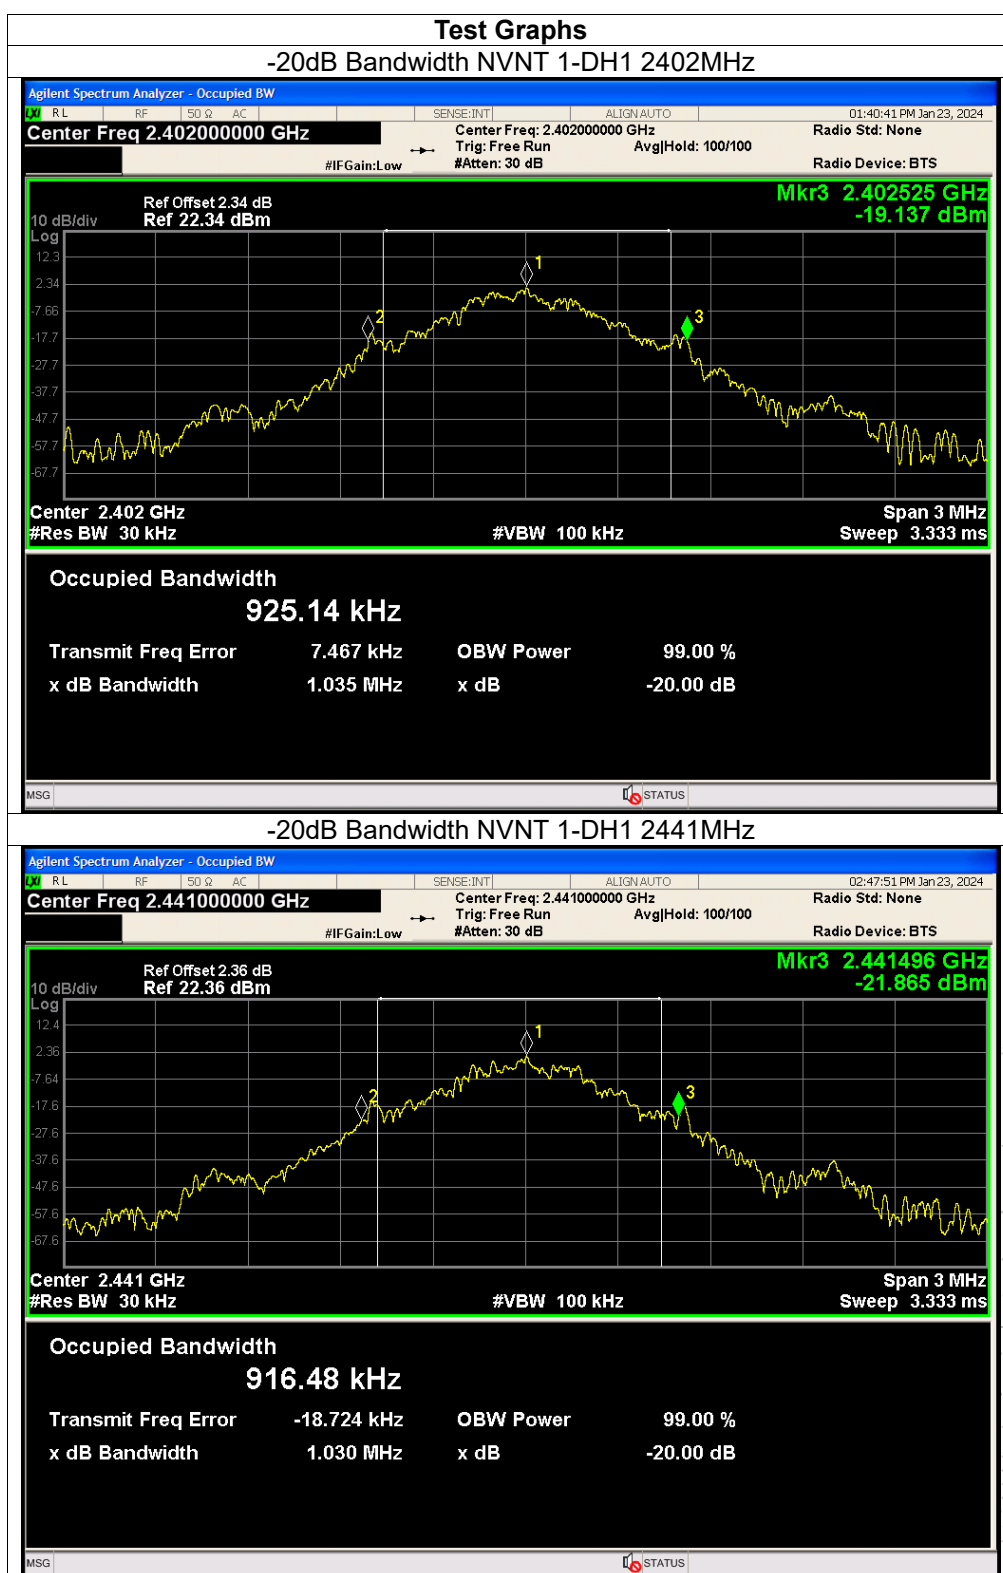 Test Graphs
-20dB Bandwidth NVNT 1-DH1 2402MHz
Agilent Spectrum Analyzer - Occupied BW
LXI RL RF 50 Ω AC SENSE:INT ALIGN AUTO 01:40:41 PM Jan 23, 2024
Center Freq 2.402000000 GHz Center Freq: 2.402000000 GHz Radio Std: None
Trig: Free Run Avg|Hold: 100/100
#IFGain:Low #Atten: 30 dB Radio Device: BTS
Mkr3 2.402525 GHz
Ref Offset 2.34 dB -19.137 dBm
10 dB/div Ref 22.34 dBm
Log
12.3
2.34
-7.66
-17.7
-27.7
-37.7
-47.7
-57.7
-67.7
1
2
3
Center 2.402 GHz Span 3 MHz
#Res BW 30 kHz #VBW 100 kHz Sweep 3.333 ms
Occupied Bandwidth
925.14 kHz
Transmit Freq Error 7.467 kHz OBW Power 99.00 %
x dB Bandwidth 1.035 MHz x dB -20.00 dB
MSG STATUS
-20dB Bandwidth NVNT 1-DH1 2441MHz
Agilent Spectrum Analyzer - Occupied BW
LXI RL RF 50 Ω AC SENSE:INT ALIGN AUTO 02:47:51 PM Jan 23, 2024
Center Freq 2.441000000 GHz Center Freq: 2.441000000 GHz Radio Std: None
Trig: Free Run Avg|Hold: 100/100
#IFGain:Low #Atten: 30 dB Radio Device: BTS
Mkr3 2.441496 GHz
Ref Offset 2.36 dB -21.865 dBm
10 dB/div Ref 22.36 dBm
Log
12.4
2.36
-7.64
-17.6
-27.6
-37.6
-47.6
-57.6
-67.6
1
2
3
Center 2.441 GHz Span 3 MHz
#Res BW 30 kHz #VBW 100 kHz Sweep 3.333 ms
Occupied Bandwidth
916.48 kHz
Transmit Freq Error -18.724 kHz OBW Power 99.00 %
x dB Bandwidth 1.030 MHz x dB -20.00 dB
MSG STATUS